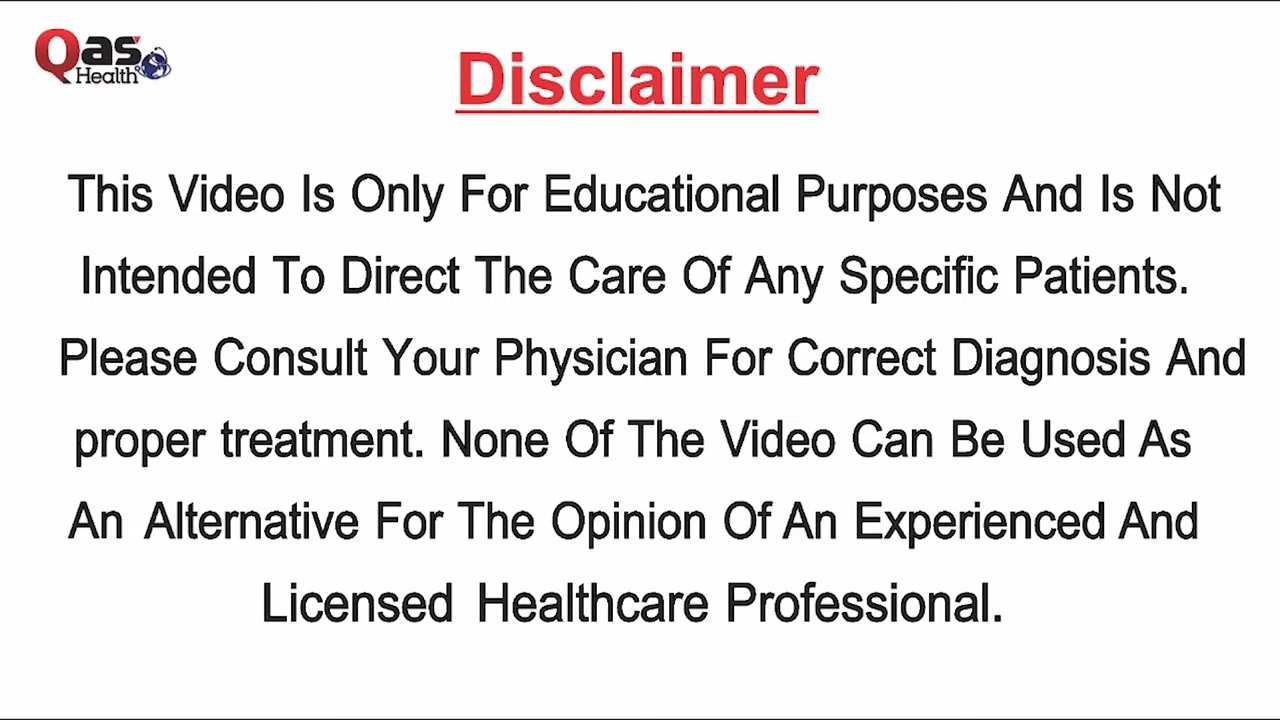 Qas
Health
Disclaimer
This Video Is Only For Educational Purposes And Is Not
Intended To Direct The Care Of Any Specific Patients.
Please Consult Your Physician For Correct Diagnosis And
proper treatment. None Of The Video Can Be Used As
An Alternative For The Opinion Of An Experienced And
Licensed Healthcare Professional.